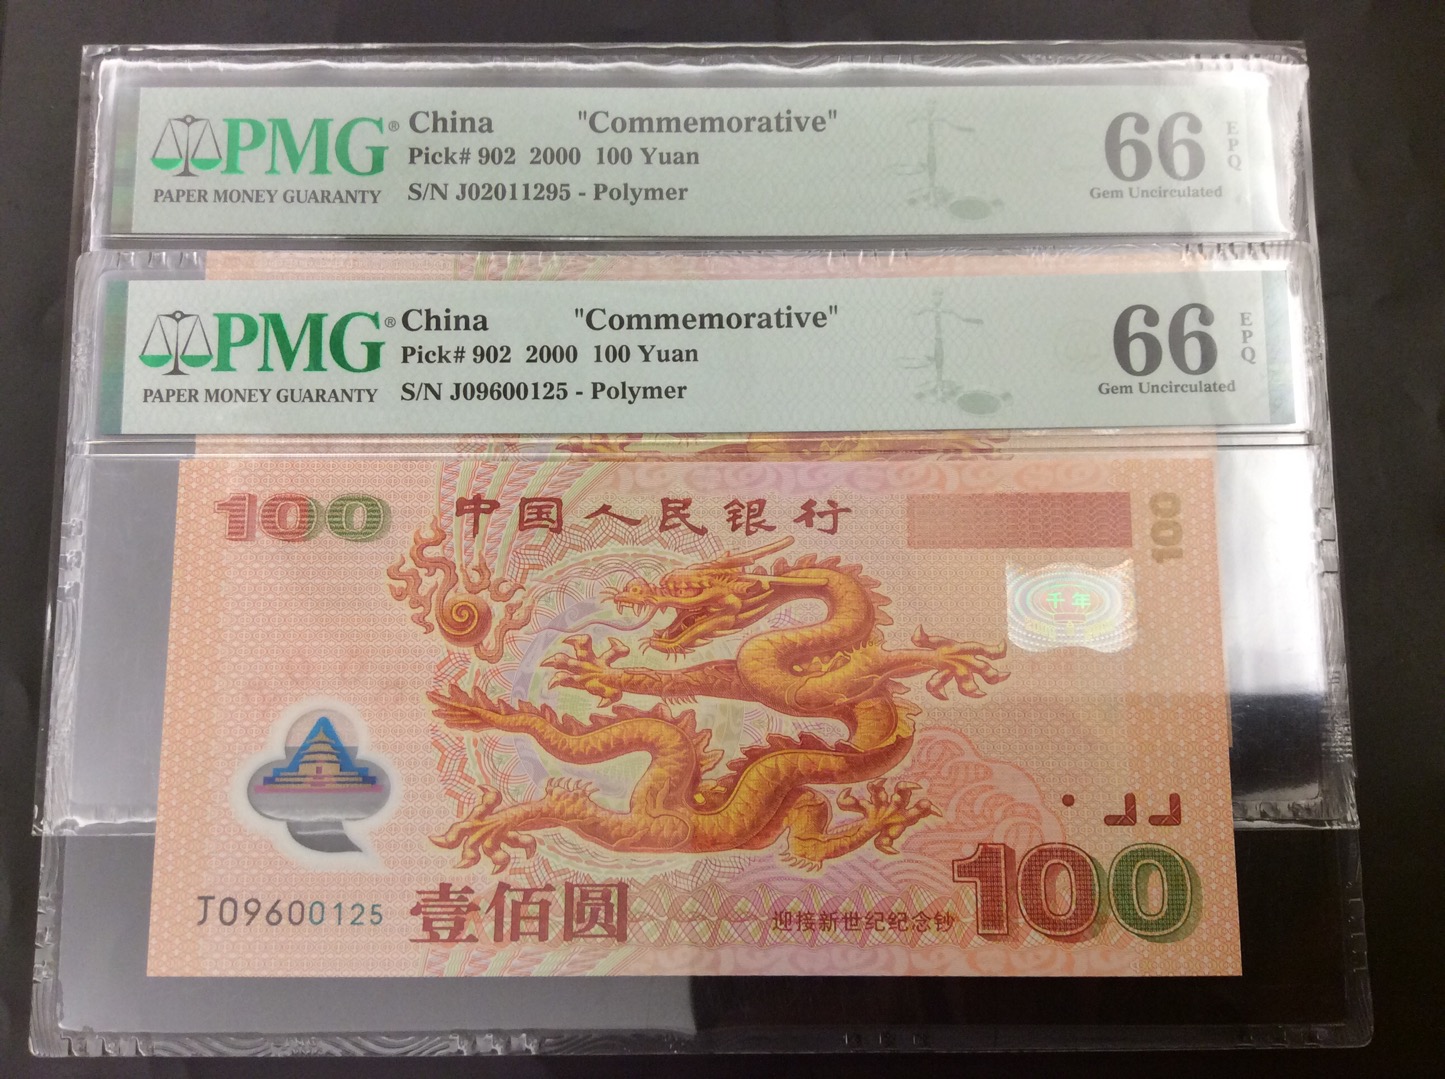 PMG® China "Commemorative" 66 EPQ
Pick# 902 2000 100 Yuan
PAPER MONEY GUARANTY S/N J02011295 - Polymer Gem Uncirculated
PMG® China "Commemorative" 66 EPQ
Pick# 902 2000 100 Yuan
PAPER MONEY GUARANTY S/N J09600125 - Polymer Gem Uncirculated
100 中国人民银行 100
千年
J09600125 壹佰圆 迎接新世纪纪念钞 100